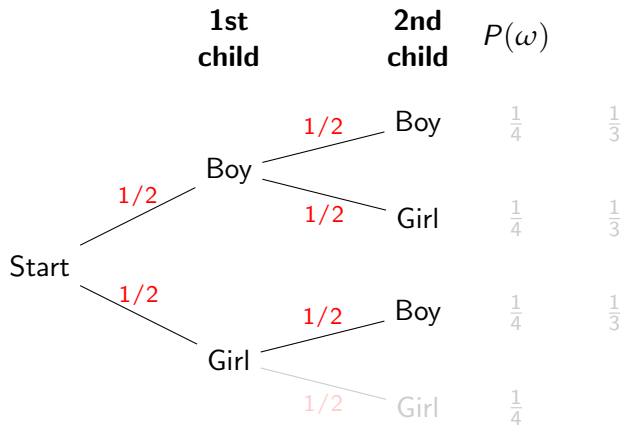 1st child 2nd child P(ω)
1/2 Boy 1/4 1/3
Boy
1/2
1/2 Girl 1/4 1/3
Start
1/2
1/2 Boy 1/4 1/3
Girl
1/2 Girl 1/4